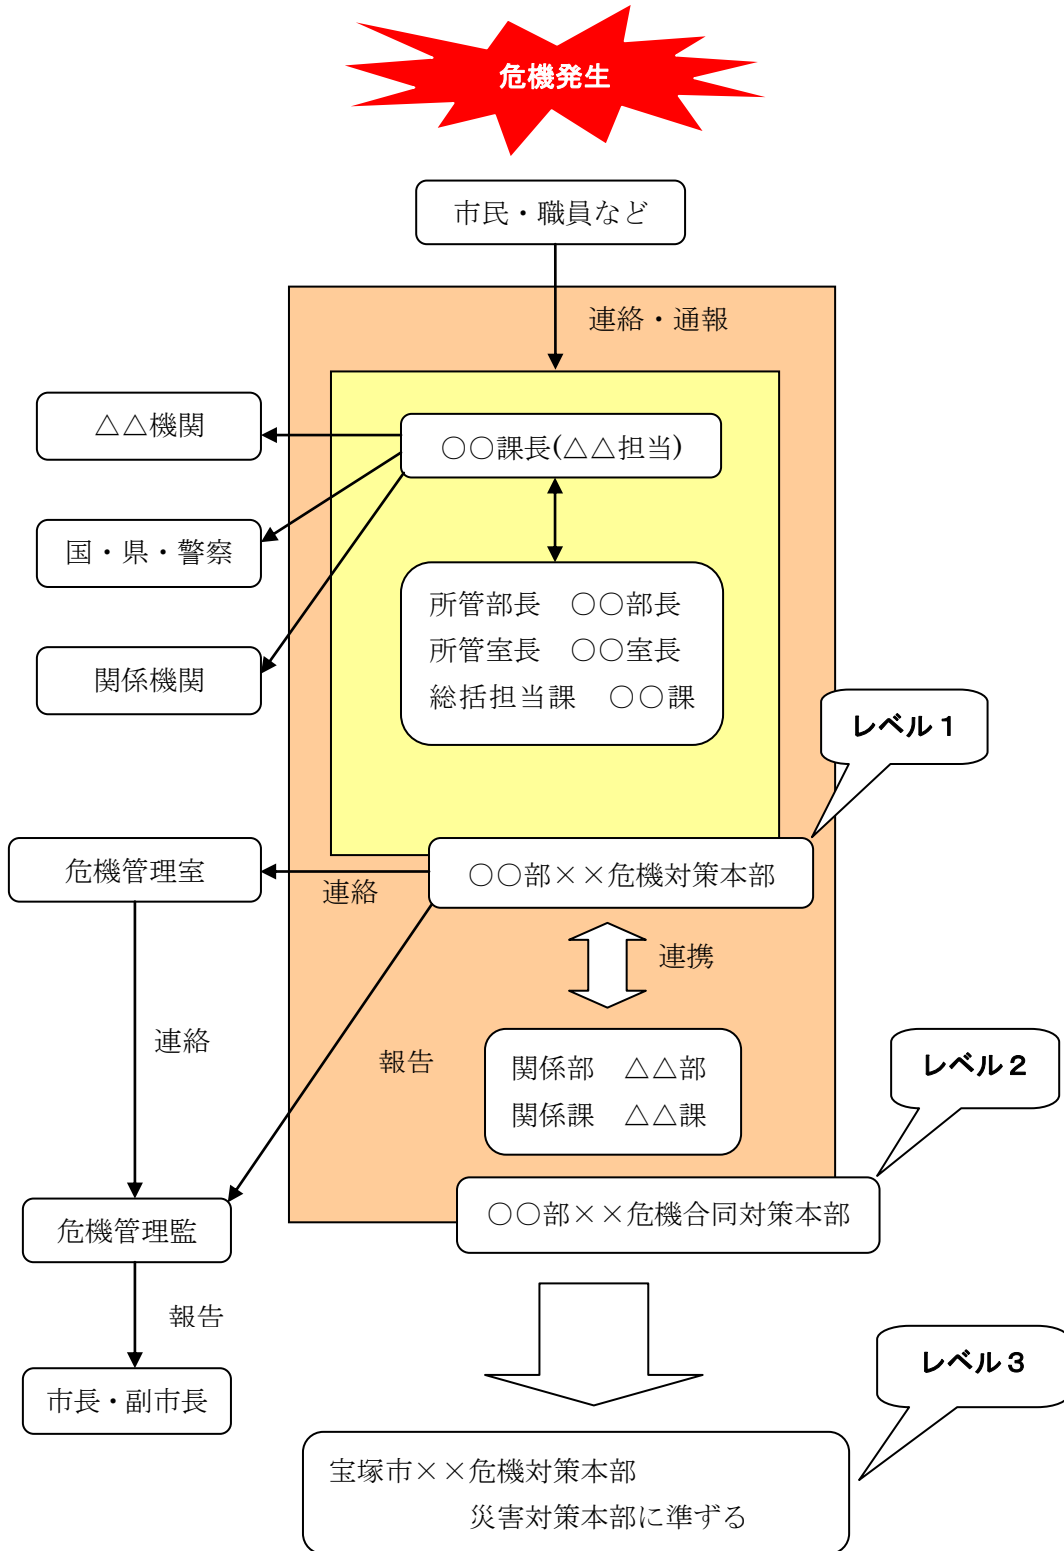 危機発生
市民・職員など
連絡・通報
△△機関
○○課長(△△担当)
国・県・警察
関係機関
所管部長　○○部長
所管室長　○○室長
総括担当課　○○課
レベル１
危機管理室
連絡
○○部××危機対策本部
連携
連絡
報告
関係部　△△部
関係課　△△課
レベル２
危機管理監
○○部××危機合同対策本部
報告
市長・副市長
レベル３
宝塚市××危機対策本部
災害対策本部に準ずる